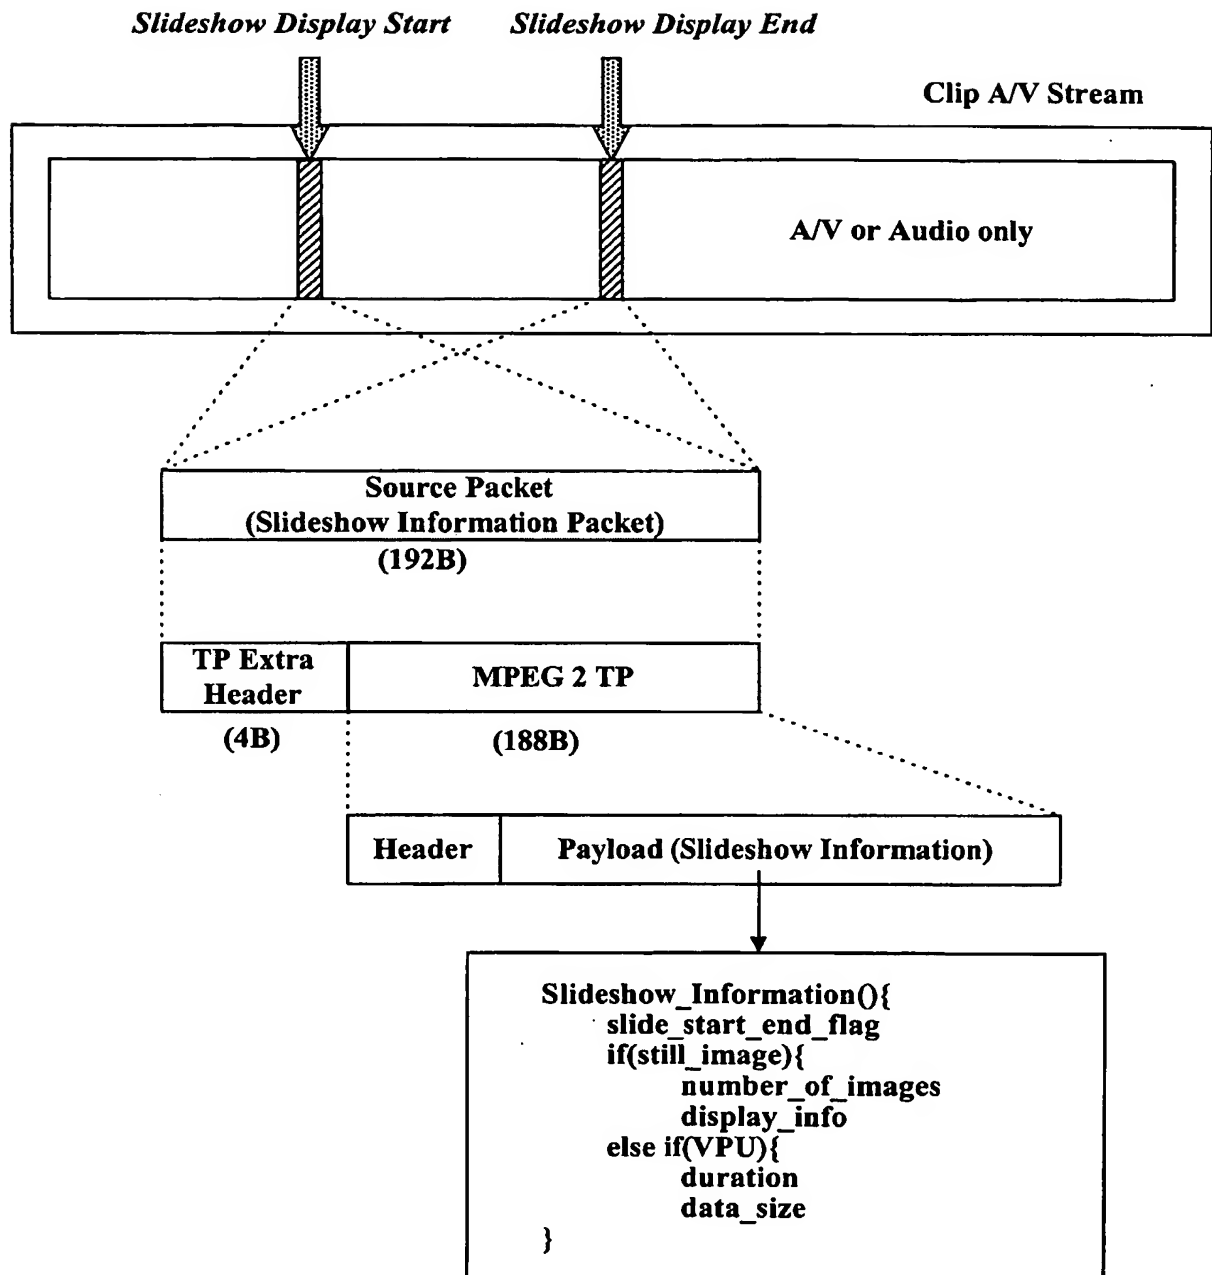 Slideshow Display Start
Slideshow Display End
Clip A/V Stream
A/V or Audio only
Source Packet
(Slideshow Information Packet)
(192B)
TP Extra
Header
MPEG 2 TP
(4B)
(188B)
Header
Payload (Slideshow Information)
Slideshow_Information(){
slide_start_end_flag
if(still_image){
number_of_images
display_info
else if(VPU){
duration
data_size
}